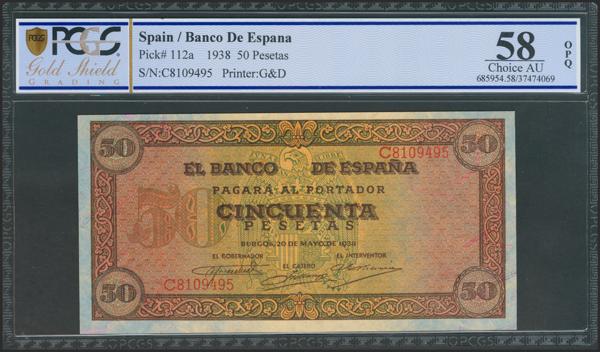 PCGS
Gold Shield
GRADING
Spain / Banco De Espana
Pick# 112a 1938 50 Pesetas
S/N:C8109495 Printer:G&D
58
Choice AU
685954.58/37474069
OPQ
50
50
C8109495
EL BANCO DE ESPAÑA
PAGARÁ AL PORTADOR
50
CINCUENTA
PESETAS
BURGOS, 20 DE MAYO DE 1938
EL GOBERNADOR EL CAJERO EL INTERVENTOR
C8109495
50
50